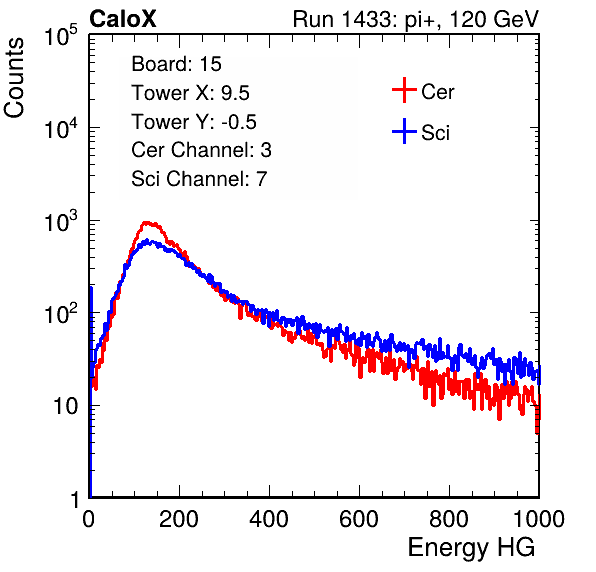 CaloX Run 1433: pi+, 120 GeV
Counts
Board: 15
Tower X: 9.5
Tower Y: -0.5
Cer Channel: 3
Sci Channel: 7
Cer
Sci
10^5
10^4
10^3
10^2
10
1
0 200 400 600 800 1000
Energy HG